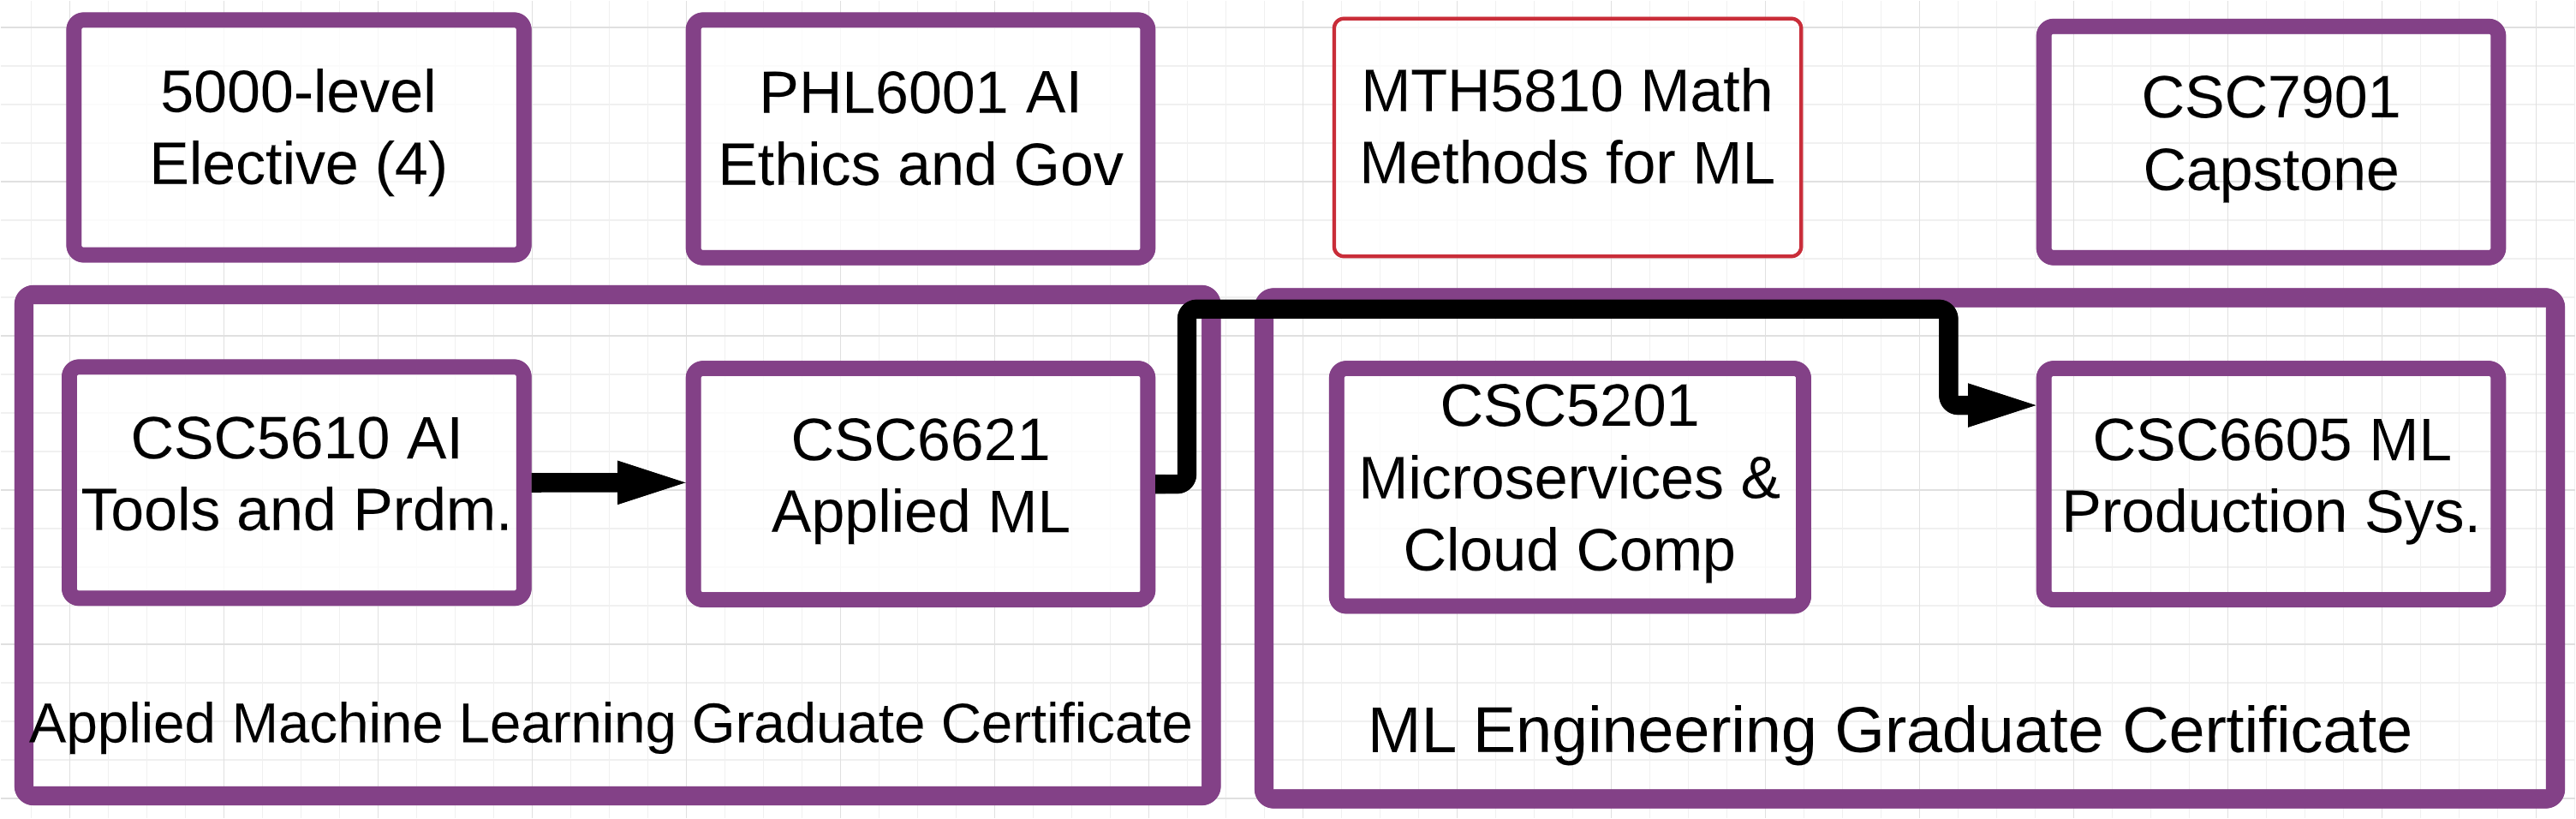 5000-level
Elective (4)
PHL6001 AI
Ethics and Gov
MTH5810 Math
Methods for ML
CSC7901
Capstone
CSC5610 AI
Tools and Prdm.
CSC6621
Applied ML
CSC5201
Microservices &
Cloud Comp
CSC6605 ML
Production Sys.
Applied Machine Learning Graduate Certificate
ML Engineering Graduate Certificate